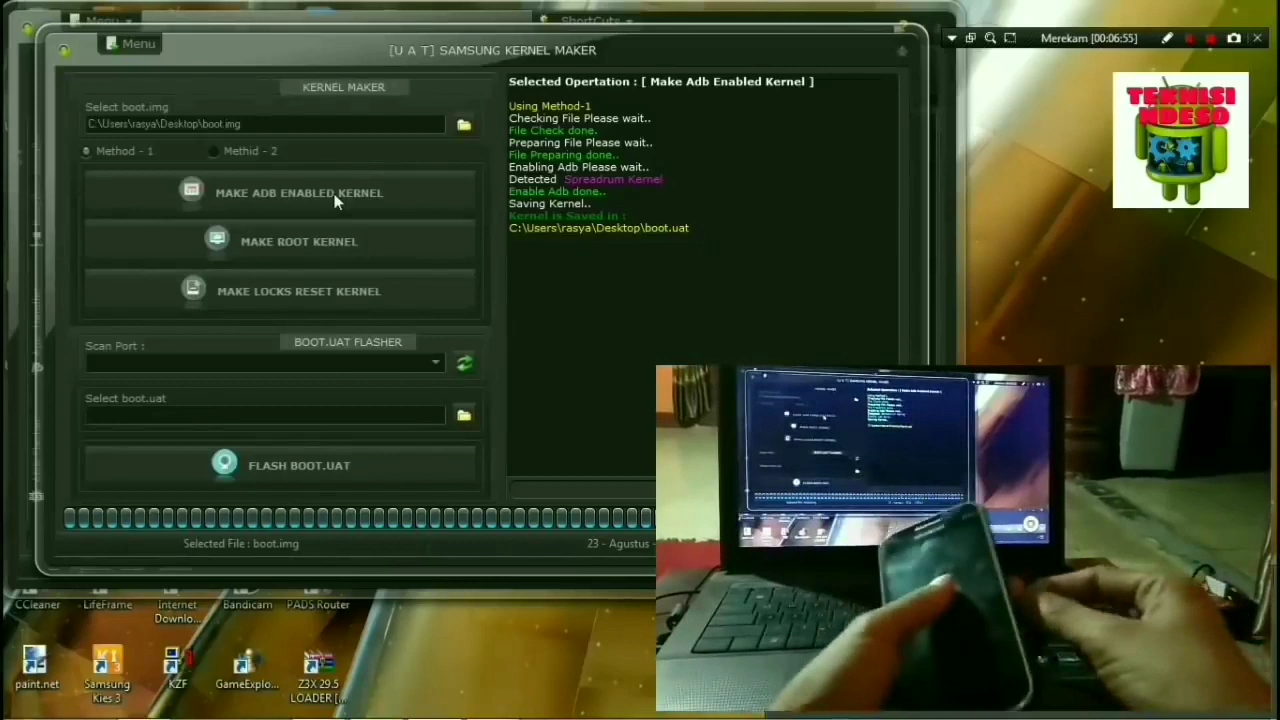 Menu
ShortCuts
Menu
[U A T] SAMSUNG KERNEL MAKER
Merekam [00:06:55]
KERNEL MAKER
Select boot.img
C:\Users\rasya\Desktop\boot.img
Method - 1
Methid - 2
MAKE ADB ENABLED KERNEL
MAKE ROOT KERNEL
MAKE LOCKS RESET KERNEL
BOOT.UAT FLASHER
Scan Port :
Select boot.uat
FLASH BOOT.UAT
Selected File : boot.img
23 - Agustus -
Selected Opertation : [ Make Adb Enabled Kernel ]
Using Method-1
Checking File Please wait..
File Check done.
Preparing File Please wait..
File Preparing done..
Enabling Adb Please wait..
Detected Spreadrum Kernel
Enable Adb done..
Saving Kernel..
Kernel is Saved in :
C:\Users\rasya\Desktop\boot.uat
TEKNISI
NDESO
CCleaner
LifeFrame
Internet
Downlo...
Bandicam
PADS Router
paint.net
Samsung
Kies 3
KZF
GameExplo...
Z3X 29.5
LOADER [...